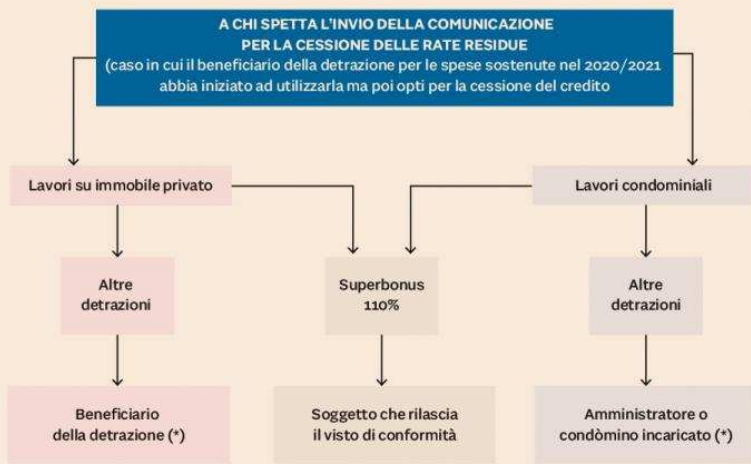 A CHI SPETTA L'INVIO DELLA COMUNICAZIONE
PER LA CESSIONE DELLE RATE RESIDUE
(caso in cui il beneficiario della detrazione per le spese sostenute nel 2020/2021
abbia iniziato ad utilizzarla ma poi opti per la cessione del credito
Lavori su immobile privato
Lavori condominiali
Altre
detrazioni
Superbonus
110%
Altre
detrazioni
Beneficiario
della detrazione (*)
Soggetto che rilascia
il visto di conformità
Amministratore o
condòmino incaricato (*)